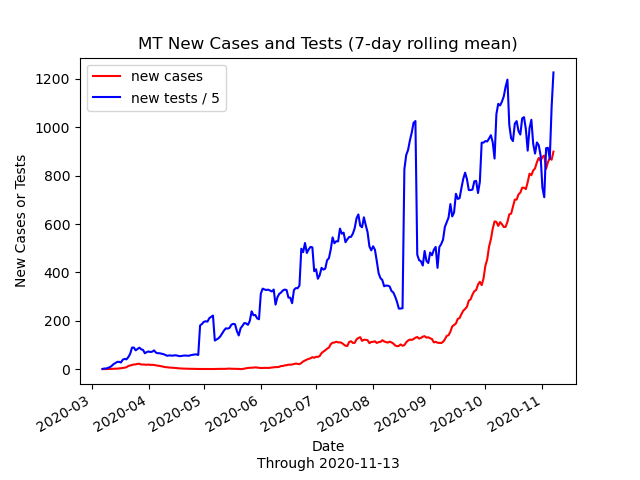 MT New Cases and Tests (7-day rolling mean)
new cases
new tests / 5
1200
1000
800
600
400
200
0
New Cases or Tests
2020-03
2020-04
2020-05
2020-06
2020-07
2020-08
2020-09
2020-10
2020-11
Date
Through 2020-11-13